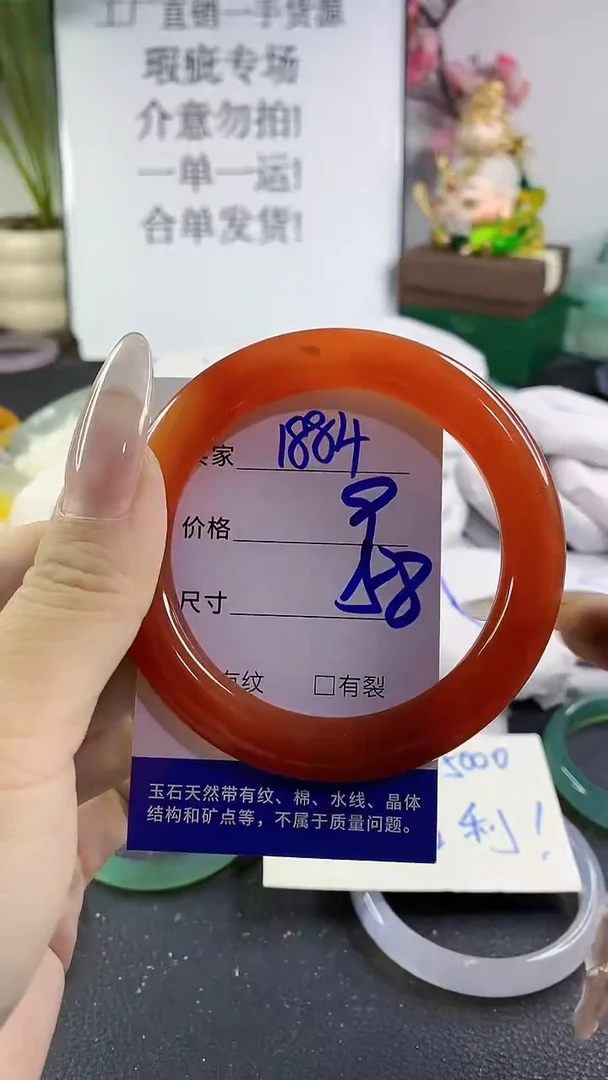 工厂直销一手货源
瑕疵专场
介意勿拍!
一单一运!
合单发货!
家 1884
价格 9
尺寸 58
有纹 □有裂
玉石天然带有纹、棉、水线、晶体
结构和矿点等，不属于质量问题。
5000
利！